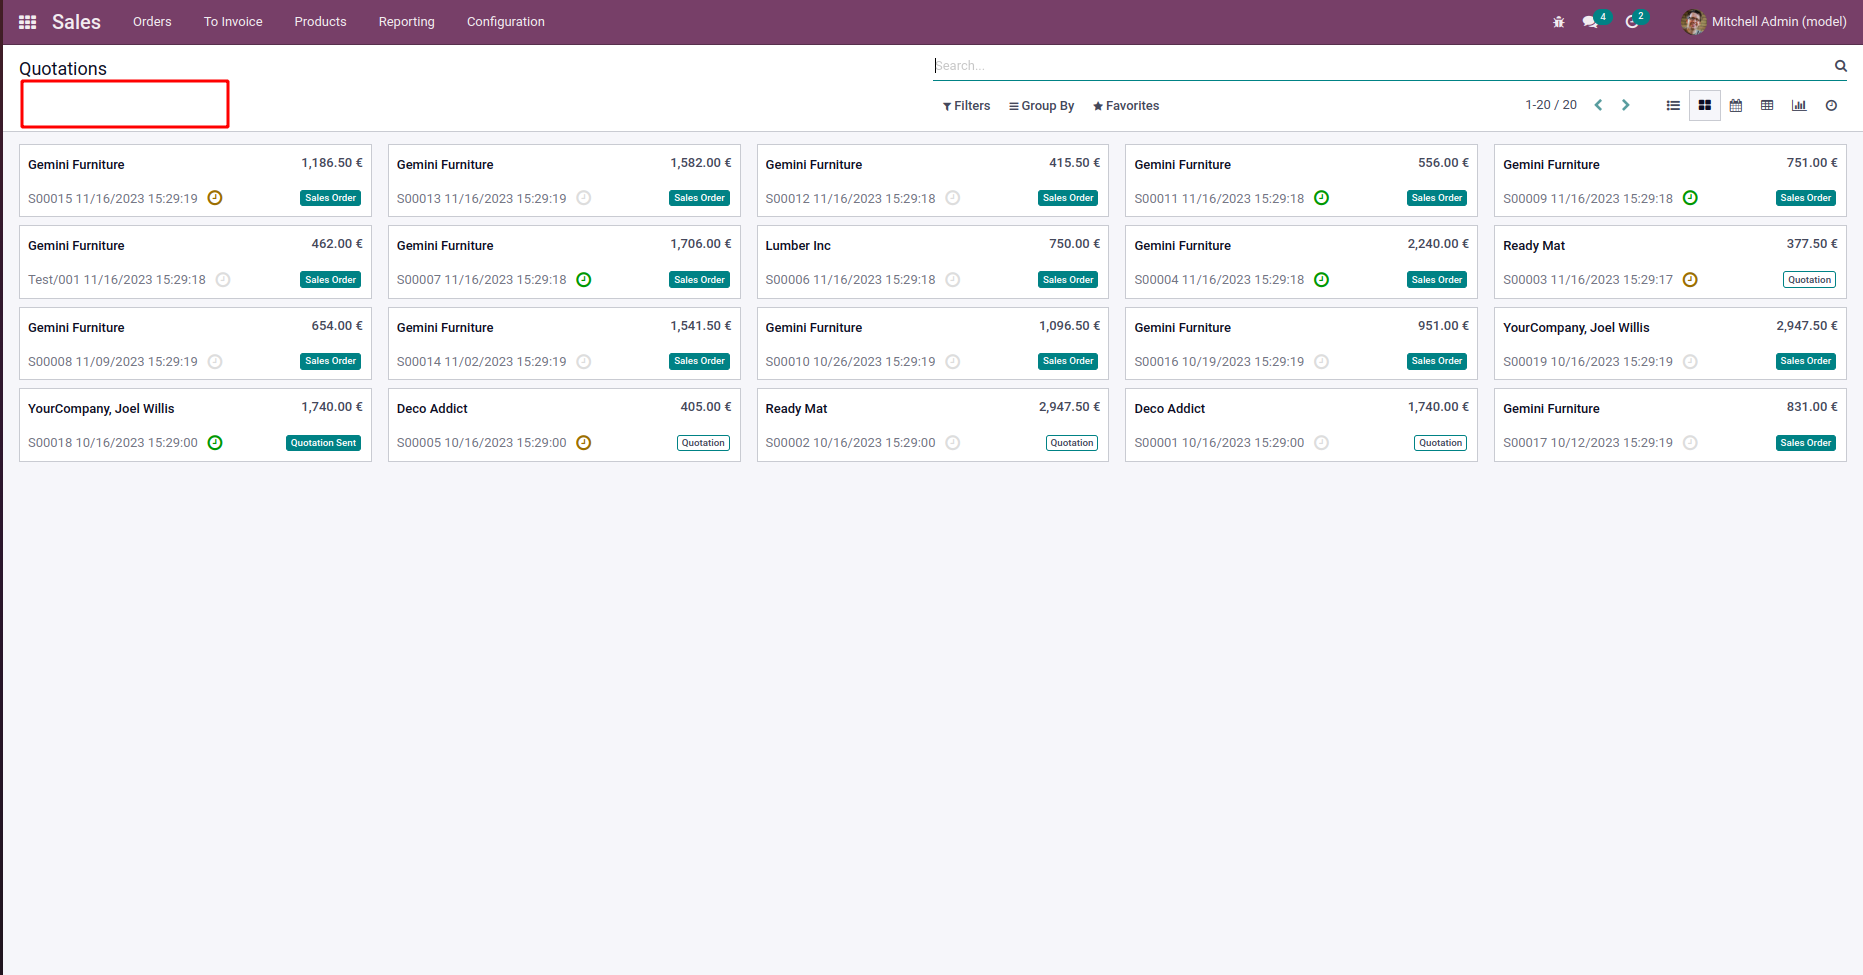 Sales Orders To Invoice Products Reporting Configuration 4 2 Mitchell Admin (model)
Quotations Search...
Filters Group By Favorites 1-20 / 20
Gemini Furniture 1,186.50 € Gemini Furniture 1,582.00 € Gemini Furniture 415.50 € Gemini Furniture 556.00 € Gemini Furniture 751.00 €
S00015 11/16/2023 15:29:19 Sales Order S00013 11/16/2023 15:29:19 Sales Order S00012 11/16/2023 15:29:18 Sales Order S00011 11/16/2023 15:29:18 Sales Order S00009 11/16/2023 15:29:18 Sales Order
Gemini Furniture 462.00 € Gemini Furniture 1,706.00 € Lumber Inc 750.00 € Gemini Furniture 2,240.00 € Ready Mat 377.50 €
Test/001 11/16/2023 15:29:18 Sales Order S00007 11/16/2023 15:29:18 Sales Order S00006 11/16/2023 15:29:18 Sales Order S00004 11/16/2023 15:29:18 Sales Order S00003 11/16/2023 15:29:17 Quotation
Gemini Furniture 654.00 € Gemini Furniture 1,541.50 € Gemini Furniture 1,096.50 € Gemini Furniture 951.00 € YourCompany, Joel Willis 2,947.50 €
S00008 11/09/2023 15:29:19 Sales Order S00014 11/02/2023 15:29:19 Sales Order S00010 10/26/2023 15:29:19 Sales Order S00016 10/19/2023 15:29:19 Sales Order S00019 10/16/2023 15:29:19 Sales Order
YourCompany, Joel Willis 1,740.00 € Deco Addict 405.00 € Ready Mat 2,947.50 € Deco Addict 1,740.00 € Gemini Furniture 831.00 €
S00018 10/16/2023 15:29:00 Quotation Sent S00005 10/16/2023 15:29:00 Quotation S00002 10/16/2023 15:29:00 Quotation S00001 10/16/2023 15:29:00 Quotation S00017 10/12/2023 15:29:19 Sales Order